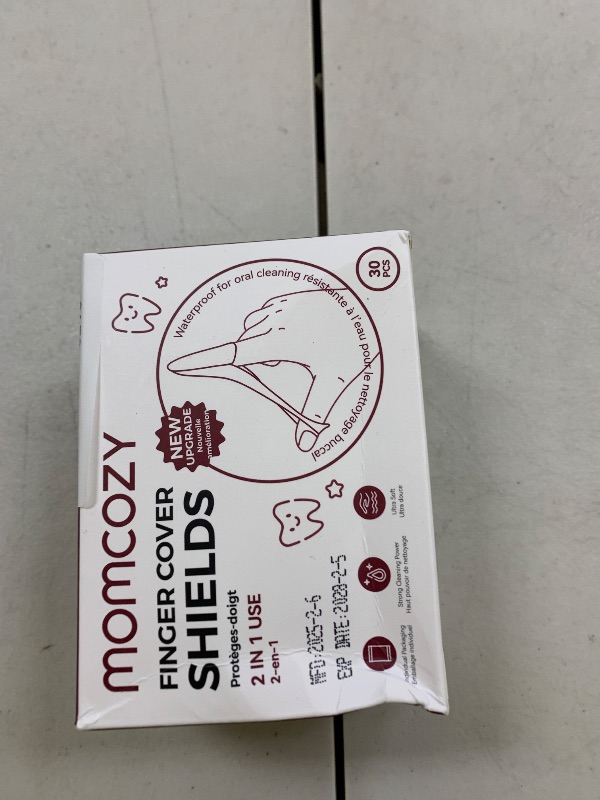 momcozy
FINGER COVER
SHIELDS
Protèges-doigt
2 IN 1 USE
2-en-1
NEW
UPGRADE
Nouvelle
amélioration
Waterproof for oral cleaning résistante à l'eau pour le nettoyage buccal
30
PCS
MFD:2025-2-6
EXP DATE:2028-2-5
Individual Packaging
Emballage individuel
Strong Cleaning Power
Haut pouvoir de nettoyage
Ultra Soft
Ultra douce